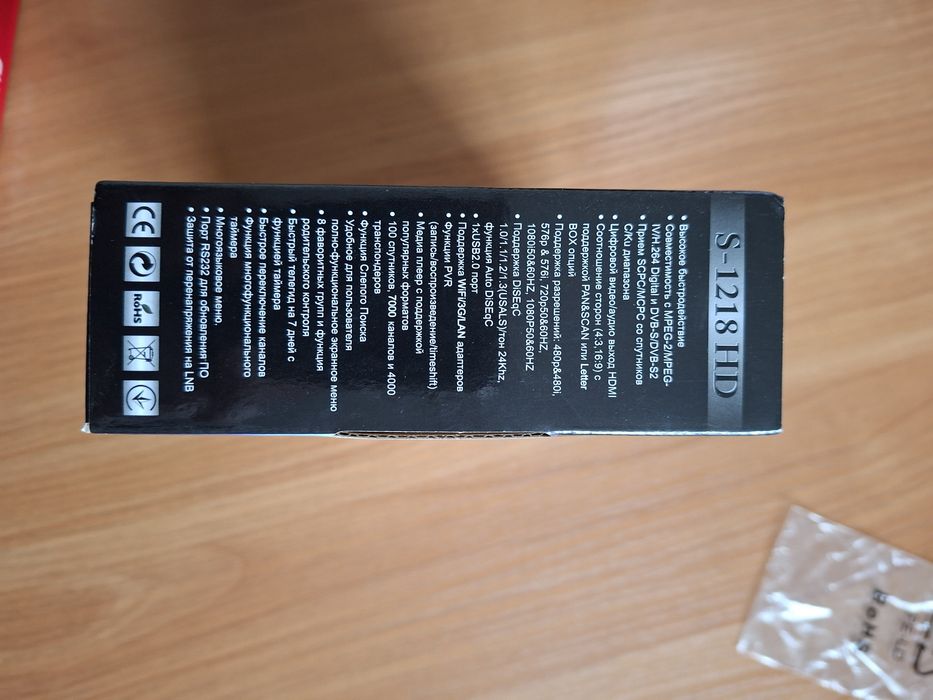 S-1218 HD
• Высокое быстродействие
• Совместимость с MPEG-2/MPEG-
IV/H.264 Digital и DVB-S/DVB-S2
• Прием SCPC/MCPC со спутников
C/Ku диапазона
• Цифровой видео/аудио выход HDMI
• Соотношение сторон (4:3,16:9) с
поддержкой PAN&SCAN или Letter
BOX опций
• Поддержка разрешений: 480p&480i,
576p & 576i, 720p50&60HZ,
1080i50&60HZ, 1080P50&60HZ
• Поддержка DiSEqC
1.0/1.1/1.2/1.3(USALS)/тон 24Khz,
функция Auto DiSEqC
• 1xUSB2.0 порт
• Поддержка WiFi/3G/LAN адаптеров
• Функции PVR
(запись/воспроизведение/timeshift)
• Медиа плеер с поддержкой
популярных форматов
• 100 спутников, 7000 каналов и 4000
транспондеров
• Функция Слепого Поиска
• Удобное для пользователя
полно-функциональное экранное меню
• 8 фаворитных групп и функция
родительского контроля
• Быстрый телегид на 7 дней с
функцией таймера
• Быстрое переключение каналов
• Функция многофункционального
таймера
• Многоязыковое меню.
• Порт RS232 для обновления ПО
• Защита от перенапряжения на LNB
CE
RoHS
RoHS